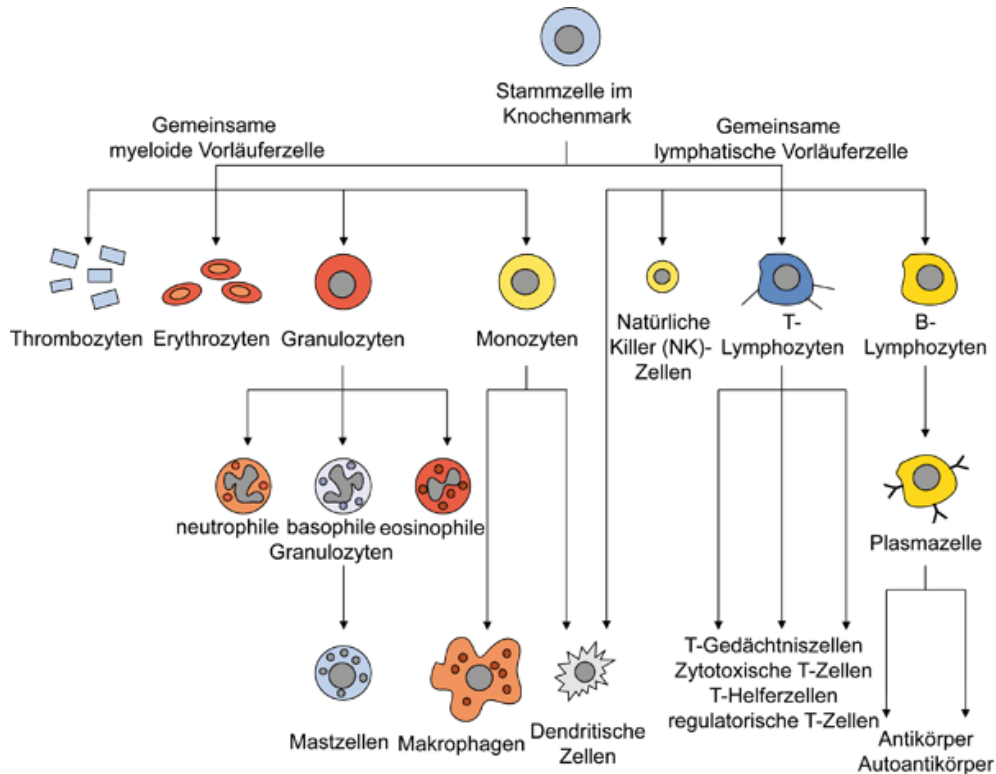 Stammzelle im
Knochenmark
Gemeinsame
myeloide Vorläuferzelle
Gemeinsame
lymphatische Vorläuferzelle
Thrombozyten
Erythrozyten
Granulozyten
Monozyten
Natürliche
Killer (NK)-
Zellen
T-
Lymphozyten
B-
Lymphozyten
neutrophile basophile eosinophile
Granulozyten
Plasmazelle
Mastzellen
Makrophagen
Dendritische
Zellen
T-Gedächtniszellen
Zytotoxische T-Zellen
T-Helferzellen
regulatorische T-Zellen
Antikörper
Autoantikörper